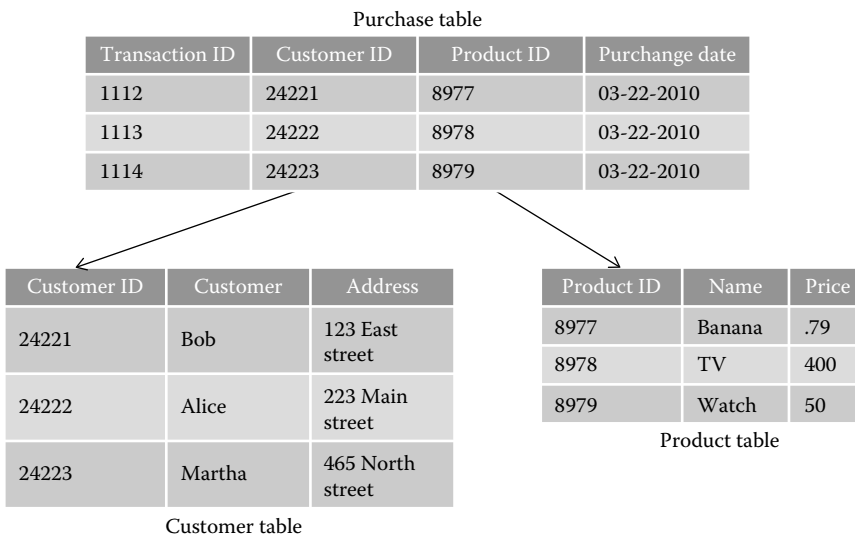 Purchase table
Transaction ID Customer ID Product ID Purchange date
1112 24221 8977 03-22-2010
1113 24222 8978 03-22-2010
1114 24223 8979 03-22-2010
Customer ID Customer Address
24221 Bob 123 East
street
24222 Alice 223 Main
street
24223 Martha 465 North
street
Customer table
Product ID Name Price
8977 Banana .79
8978 TV 400
8979 Watch 50
Product table